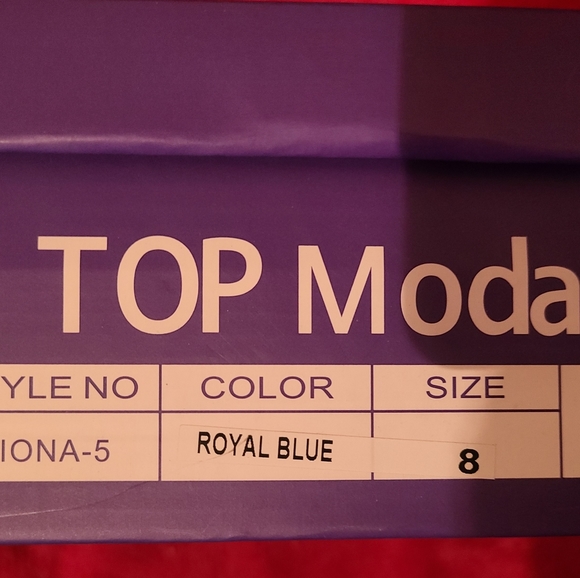 TOP Moda
YLE NO COLOR SIZE
IONA-5 ROYAL BLUE 8